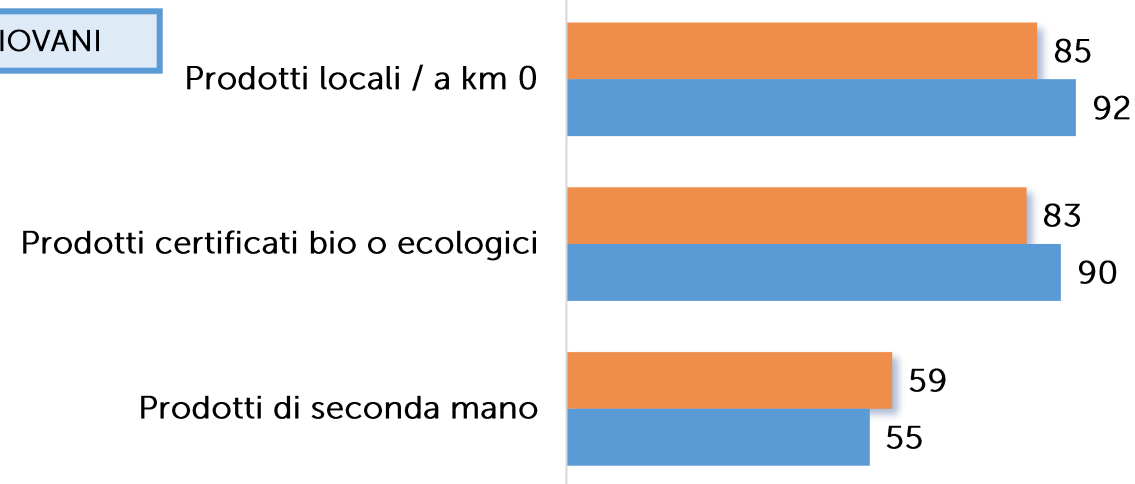 IOVANI
Prodotti locali / a km 0
85
92
Prodotti certificati bio o ecologici
83
90
Prodotti di seconda mano
59
55